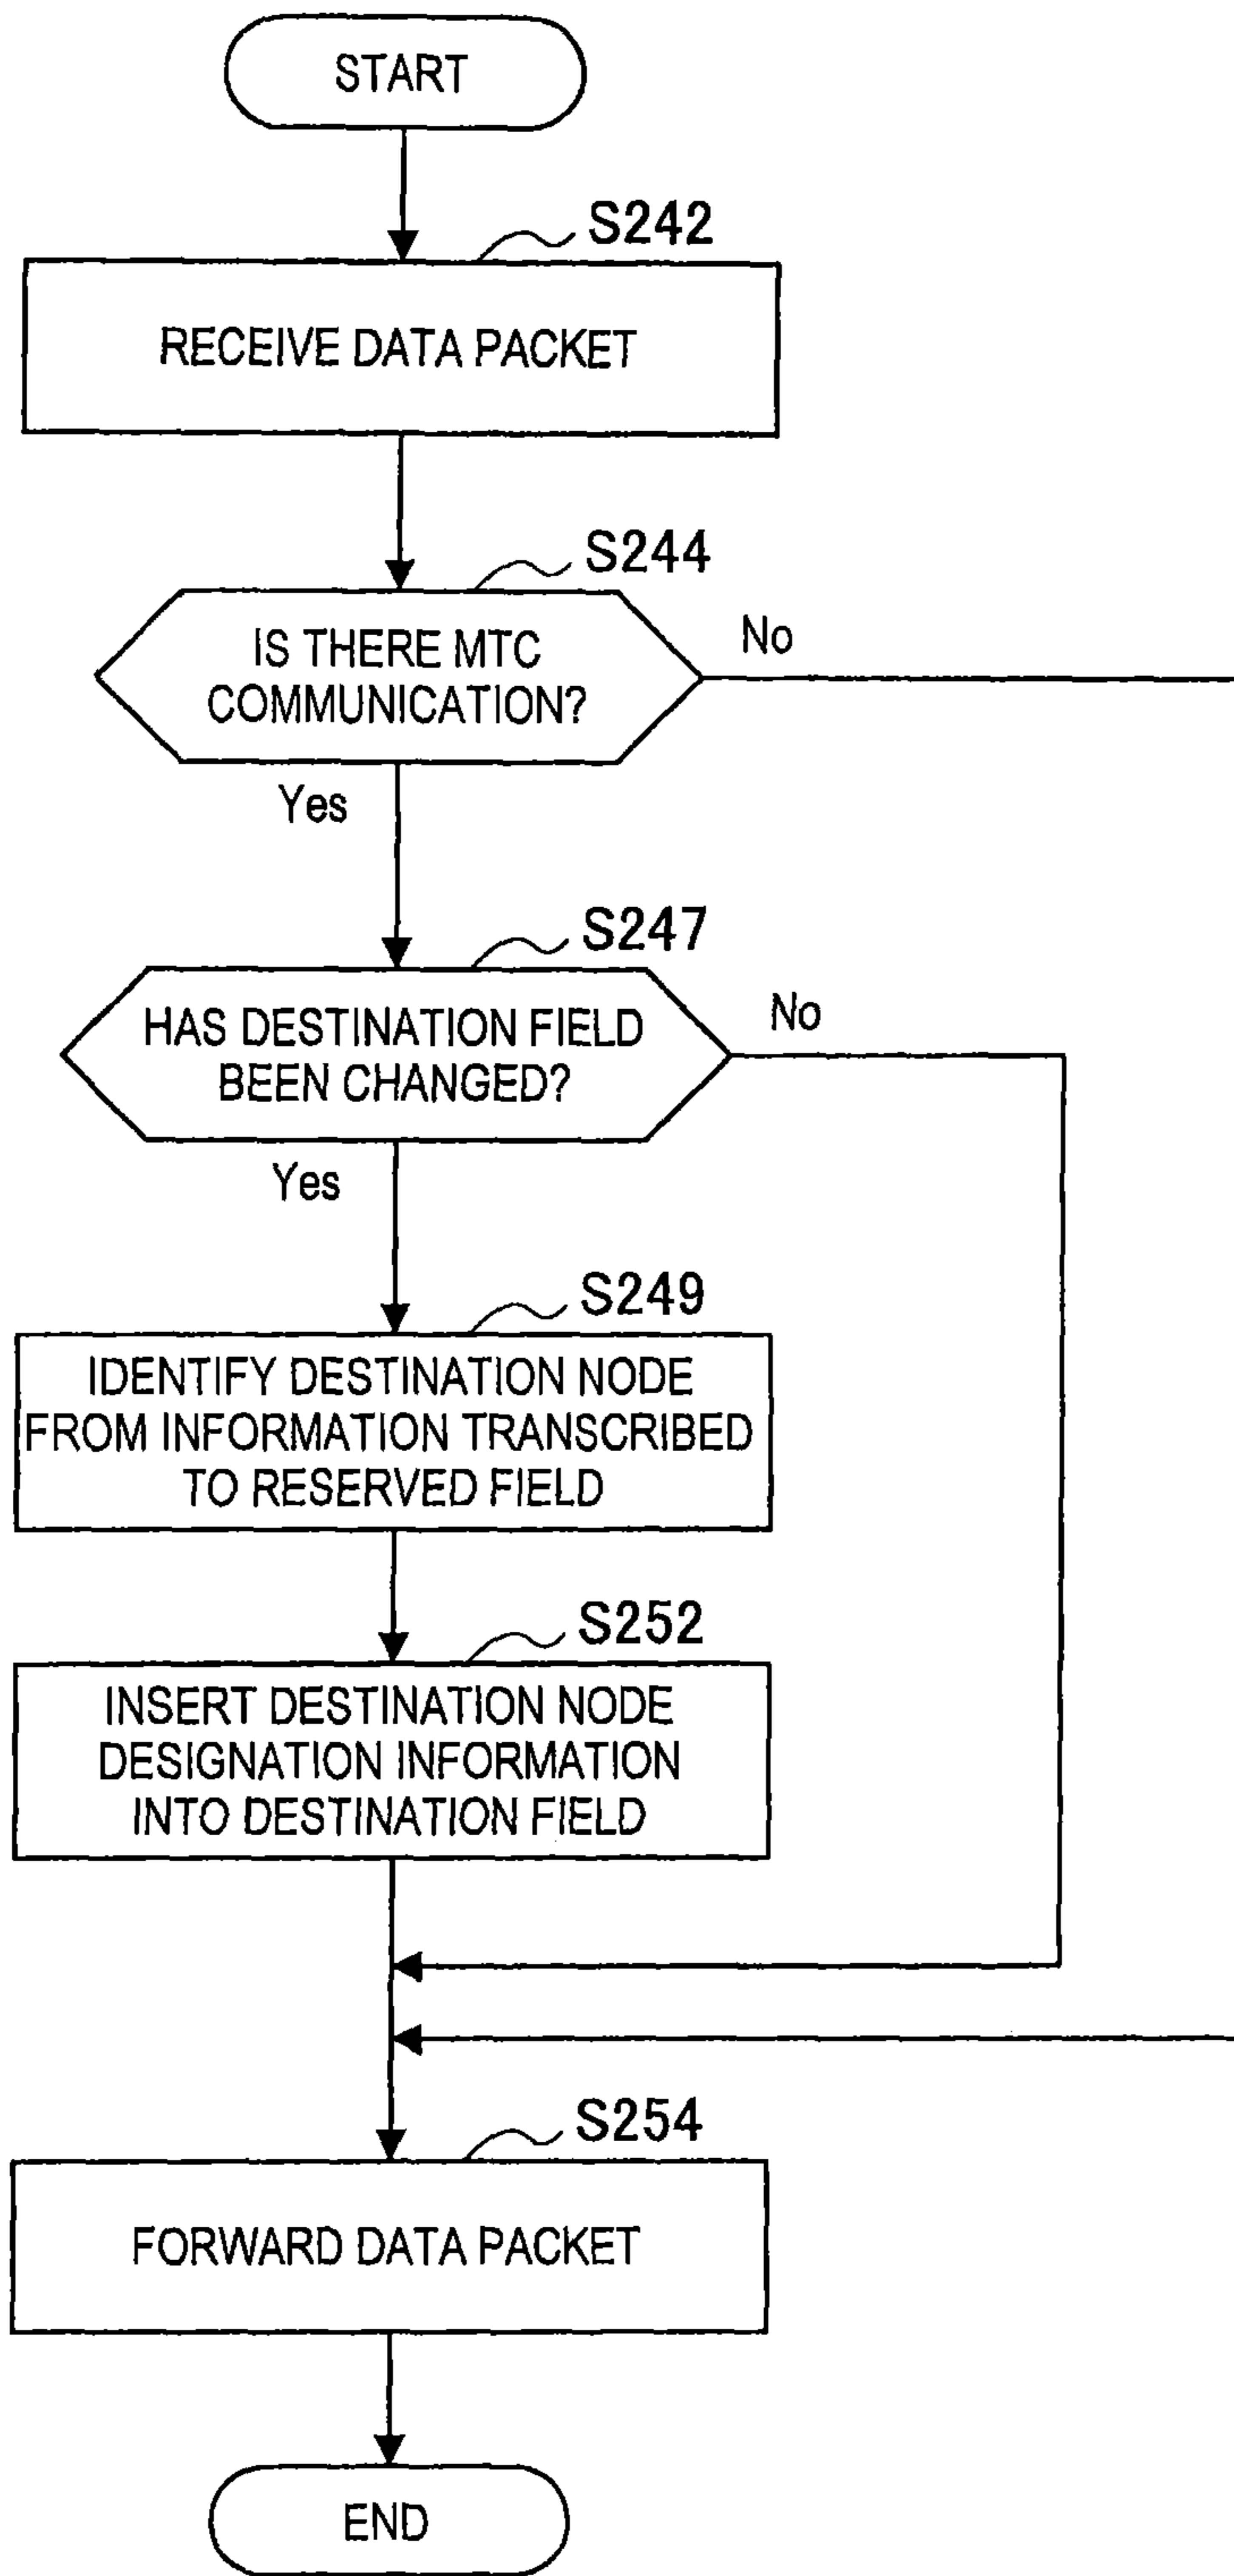 START
S242
RECEIVE DATA PACKET
S244
IS THERE MTC
COMMUNICATION?
No
Yes
S247
HAS DESTINATION FIELD
BEEN CHANGED?
No
Yes
S249
IDENTIFY DESTINATION NODE
FROM INFORMATION TRANSCRIBED
TO RESERVED FIELD
S252
INSERT DESTINATION NODE
DESIGNATION INFORMATION
INTO DESTINATION FIELD
S254
FORWARD DATA PACKET
END